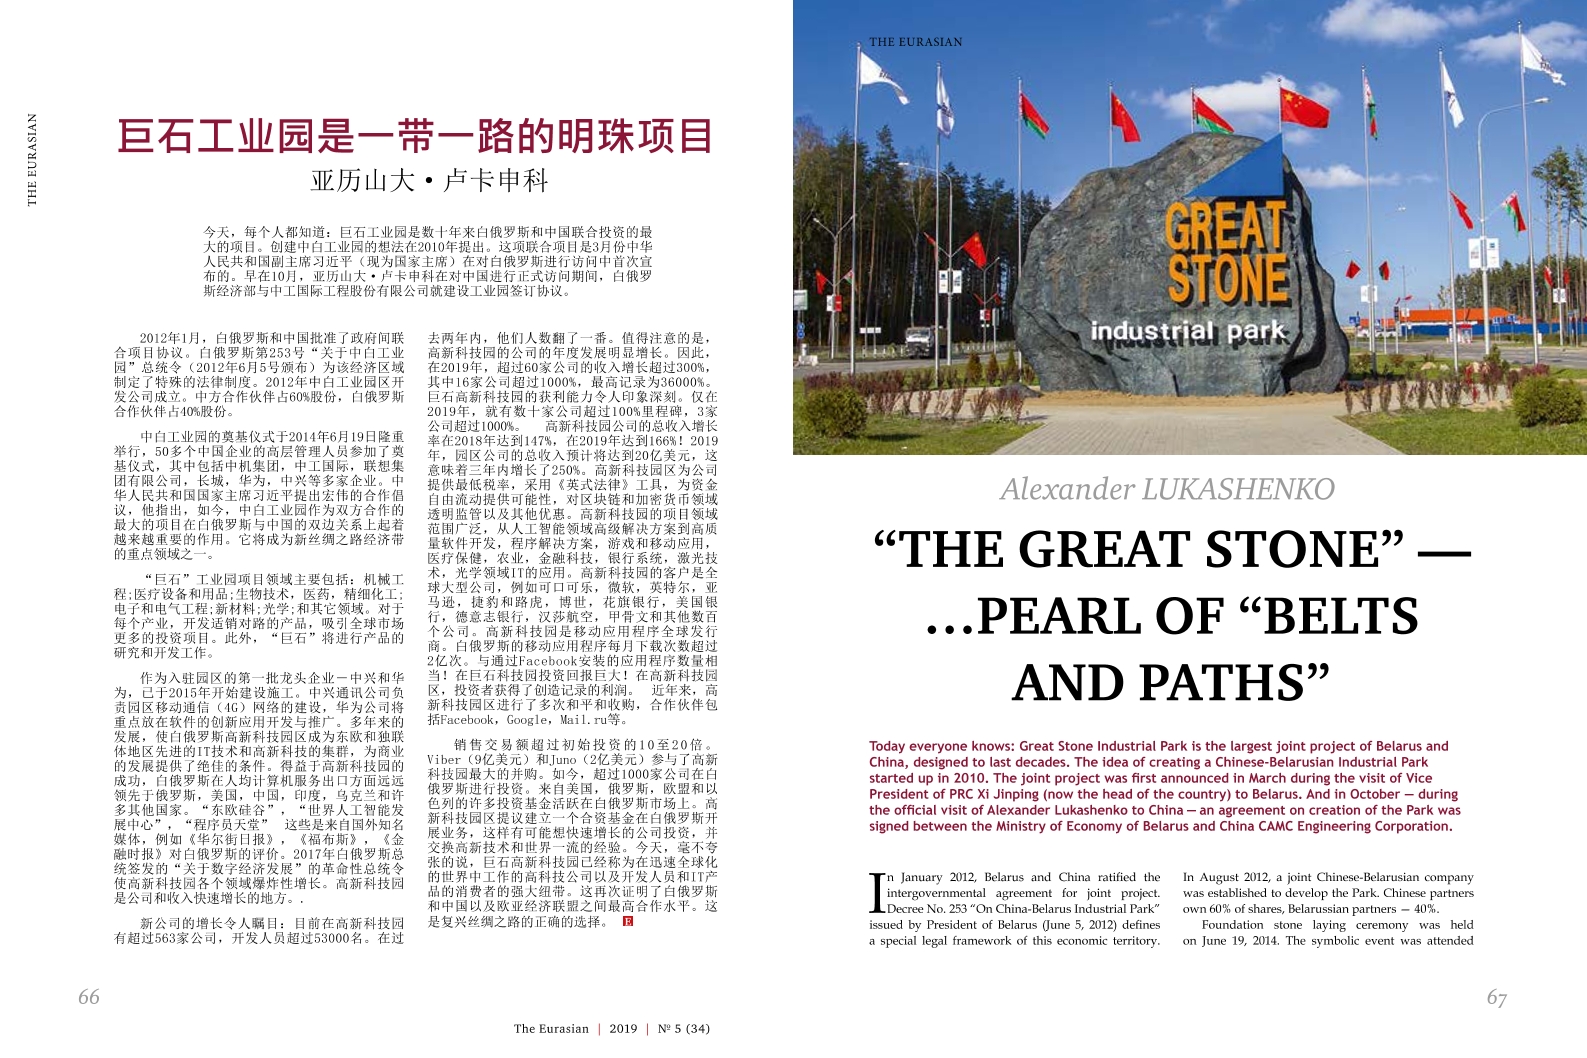 THE EURASIAN
巨石工业园是一带一路的明珠项目
亚历山大•卢卡申科
今天，每个人都知道：巨石工业园是数十年来白俄罗斯和中国联合投资的最
大的项目。创建中白工业园的想法在2010年提出。这项联合项目是3月份中华
人民共和国副主席习近平（现为国家主席）在对白俄罗斯进行访问中首次宣
布的。早在10月，亚历山大•卢卡申科在对中国进行正式访问期间，白俄罗
斯经济部与中工国际工程股份有限公司就建设工业园签订协议。
2012年1月，白俄罗斯和中国批准了政府间联
合项目协议。白俄罗斯第253号“关于中白工业
园”总统令（2012年6月5号颁布）为该经济区域
制定了特殊的法律制度。2012年中白工业园区开
发公司成立。中方合作伙伴占60%股份，白俄罗斯
合作伙伴占40%股份。
中白工业园的奠基仪式于2014年6月19日隆重
举行，50多个中国企业的高层管理人员参加了奠
基仪式，其中包括中机集团，中工国际，联想集
团有限公司，长城，华为，中兴等多家企业。中
华人民共和国国家主席习近平提出宏伟的合作倡
议，他指出，如今，中白工业园作为双方合作的
最大的项目在白俄罗斯与中国的双边关系上起着
越来越重要的作用。它将成为新丝绸之路经济带
的重点领域之一。
“巨石”工业园项目领域主要包括：机械工
程;医疗设备和用品;生物技术，医药，精细化工;
电子和电气工程;新材料;光学;和其它领域。对于
每个产业，开发适销对路的产品，吸引全球市场
更多的投资项目。此外，“巨石”将进行产品的
研究和开发工作。
作为入驻园区的第一批龙头企业－中兴和华
为，已于2015年开始建设施工。中兴通讯公司负
责园区移动通信（4G）网络的建设，华为公司将
重点放在软件的创新应用开发与推广。多年来的
发展，使白俄罗斯高新科技园区成为东欧和独联
体地区先进的IT技术和高新科技的集群，为商业
的发展提供了绝佳的条件。得益于高新科技园的
成功，白俄罗斯在人均计算机服务出口方面远远
领先于俄罗斯，美国，中国，印度，乌克兰和许
多其他国家。“东欧硅谷”，“世界人工智能发
展中心”，“程序员天堂” 这些是来自国外知名
媒体，例如《华尔街日报》，《福布斯》，《金
融时报》对白俄罗斯的评价。2017年白俄罗斯总
统签发的“关于数字经济发展”的革命性总统令
使高新科技园各个领域爆炸性增长。高新科技园
是公司和收入快速增长的地方。.
新公司的增长令人瞩目：目前在高新科技园
有超过563家公司，开发人员超过53000名。在过
去两年内，他们人数翻了一番。值得注意的是，
高新科技园的公司的年度发展明显增长。因此，
在2019年，超过60家公司的收入增长超过300%，
其中16家公司超过1000%，最高记录为36000%。
巨石高新科技园的获利能力令人印象深刻。仅在
2019年，就有数十家公司超过100%里程碑，3家
公司超过1000%。 高新科技园公司的总收入增长
率在2018年达到147%，在2019年达到166%！2019
年，园区公司的总收入预计将达到20亿美元，这
意味着三年内增长了250%。高新科技园区为公司
提供最低税率，采用《英式法律》工具，为资金
自由流动提供可能性，对区块链和加密货币领域
透明监管以及其他优惠。高新科技园的项目领域
范围广泛，从人工智能领域高级解决方案到高质
量软件开发，程序解决方案，游戏和移动应用，
医疗保健，农业，金融科技，银行系统，激光技
术，光学领域IT的应用。高新科技园的客户是全
球大型公司，例如可口可乐，微软，英特尔，亚
马逊，捷豹和路虎，博世，花旗银行，美国银
行，德意志银行，汉莎航空，甲骨文和其他数百
个公司。高新科技园是移动应用程序全球发行
商。白俄罗斯的移动应用程序每月下载次数超过
2亿次。与通过Facebook安装的应用程序数量相
当！在巨石科技园投资回报巨大！在高新科技园
区，投资者获得了创造记录的利润。 近年来，高
新科技园区进行了多次和平和收购，合作伙伴包
括Facebook，Google，Mail.ru等。
销售交易额超过初始投资的10至20倍。
Viber（9亿美元）和Juno（2亿美元）参与了高新
科技园最大的并购。如今，超过1000家公司在白
俄罗斯进行投资。来自美国，俄罗斯，欧盟和以
色列的许多投资基金活跃在白俄罗斯市场上。高
新科技园区提议建立一个合资基金在白俄罗斯开
展业务，这样有可能想快速增长的公司投资，并
交换高新技术和世界一流的经验。今天，毫不夸
张的说，巨石高新科技园已经称为在迅速全球化
的世界中工作的高科技公司以及开发人员和IT产
品的消费者的强大纽带。这再次证明了白俄罗斯
和中国以及欧亚经济联盟之间最高合作水平。这
是复兴丝绸之路的正确的选择。 E
66
The Eurasian | 2019 | № 5 (34)
THE EURASIAN
GREAT
STONE
industrial park
Alexander LUKASHENKO
“THE GREAT STONE” —
…PEARL OF “BELTS
AND PATHS”
Today everyone knows: Great Stone Industrial Park is the largest joint project of Belarus and
China, designed to last decades. The idea of creating a Chinese-Belarusian Industrial Park
started up in 2010. The joint project was first announced in March during the visit of Vice
President of PRC Xi Jinping (now the head of the country) to Belarus. And in October — during
the official visit of Alexander Lukashenko to China — an agreement on creation of the Park was
signed between the Ministry of Economy of Belarus and China CAMC Engineering Corporation.
In January 2012, Belarus and China ratified the
intergovernmental agreement for joint project.
Decree No. 253 “On China-Belarus Industrial Park”
issued by President of Belarus (June 5, 2012) defines
a special legal framework of this economic territory.
In August 2012, a joint Chinese-Belarusian company
was established to develop the Park. Chinese partners
own 60% of shares, Belarussian partners — 40%.
Foundation stone laying ceremony was held
on June 19, 2014. The symbolic event was attended
67